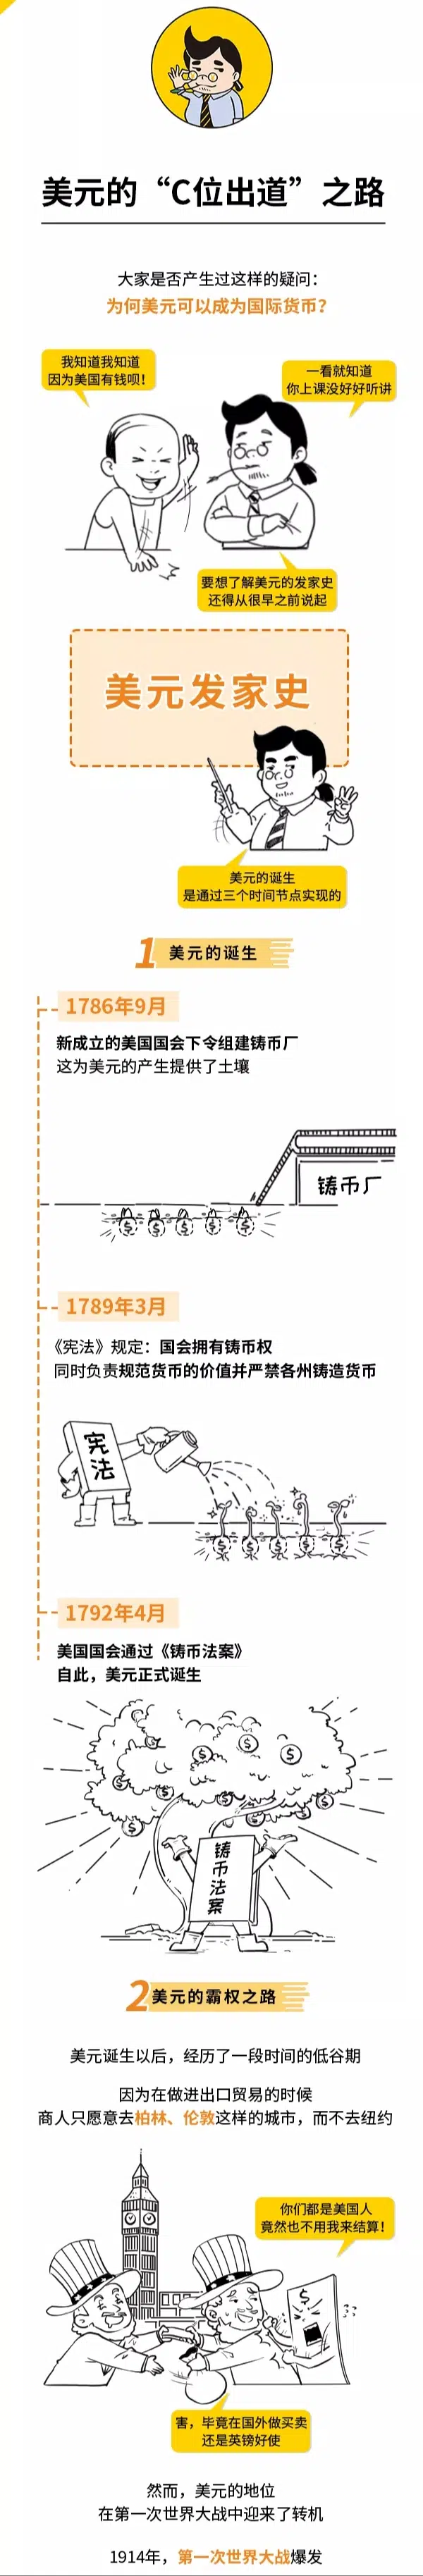 美元的“C位出道”之路
大家是否产生过这样的疑问：
为何美元可以成为国际货币？
我知道我知道
因为美国有钱呗！
一看就知道
你上课没好好听讲
要想了解美元的发家史
还得从很早之前说起
美元发家史
美元的诞生
是通过三个时间节点实现的
1 美元的诞生
1786年9月
新成立的美国国会下令组建铸币厂
这为美元的产生提供了土壤
铸币厂
$ $ $ $ $
1789年3月
《宪法》规定：国会拥有铸币权
同时负责规范货币的价值并严禁各州铸造货币
宪法
$ $ $ $ $
1792年4月
美国国会通过《铸币法案》
自此，美元正式诞生
$ $ $ $ $ $ $ $ $
铸币法案
2 美元的霸权之路
美元诞生以后，经历了一段时间的低谷期
因为在做进出口贸易的时候
商人只愿意去柏林、伦敦这样的城市，而不去纽约
你们都是美国人
竟然也不用我来结算！
$
害，毕竟在国外做买卖
还是英镑好使
然而，美元的地位
在第一次世界大战中迎来了转机
1914年，第一次世界大战爆发